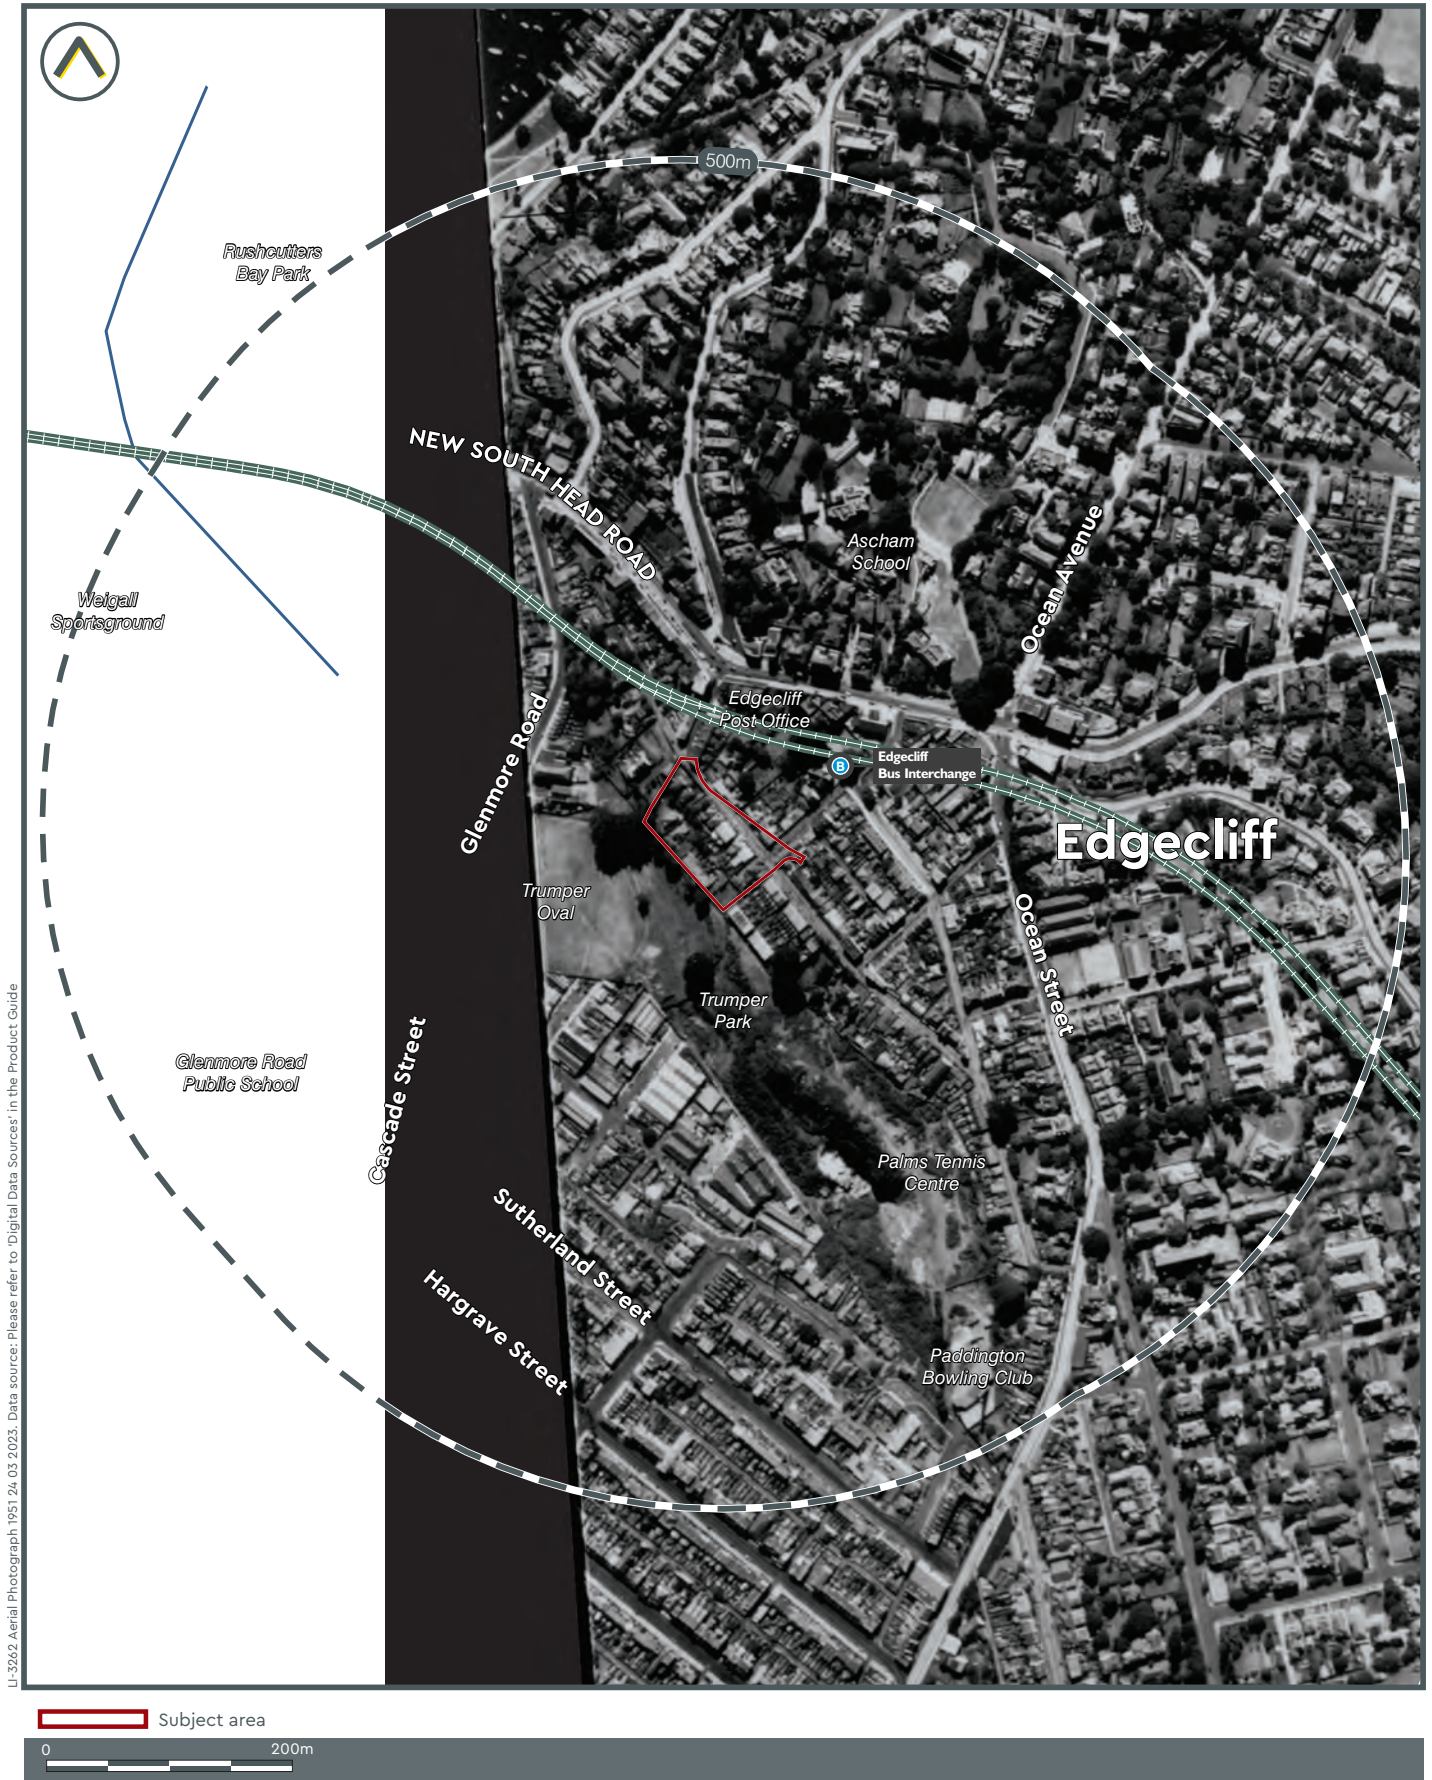 500m
Rushcutters
Bay Park
NEW SOUTH HEAD ROAD
Ascham
School
Ocean Avenue
Weigall
Sportsground
Edgecliff
Post Office
Glenmore Road
B
Edgecliff
Bus Interchange
Edgecliff
Trumper
Oval
Ocean Street
Trumper
Park
Glenmore Road
Public School
Cascade Street
Palms Tennis
Centre
Sutherland Street
Hargrave Street
Paddington
Bowling Club
LI-3262 Aerial Photograph 1951 24 03 2023. Data source: Please refer to 'Digital Data Sources' in the Product Guide
Subject area
0
200m